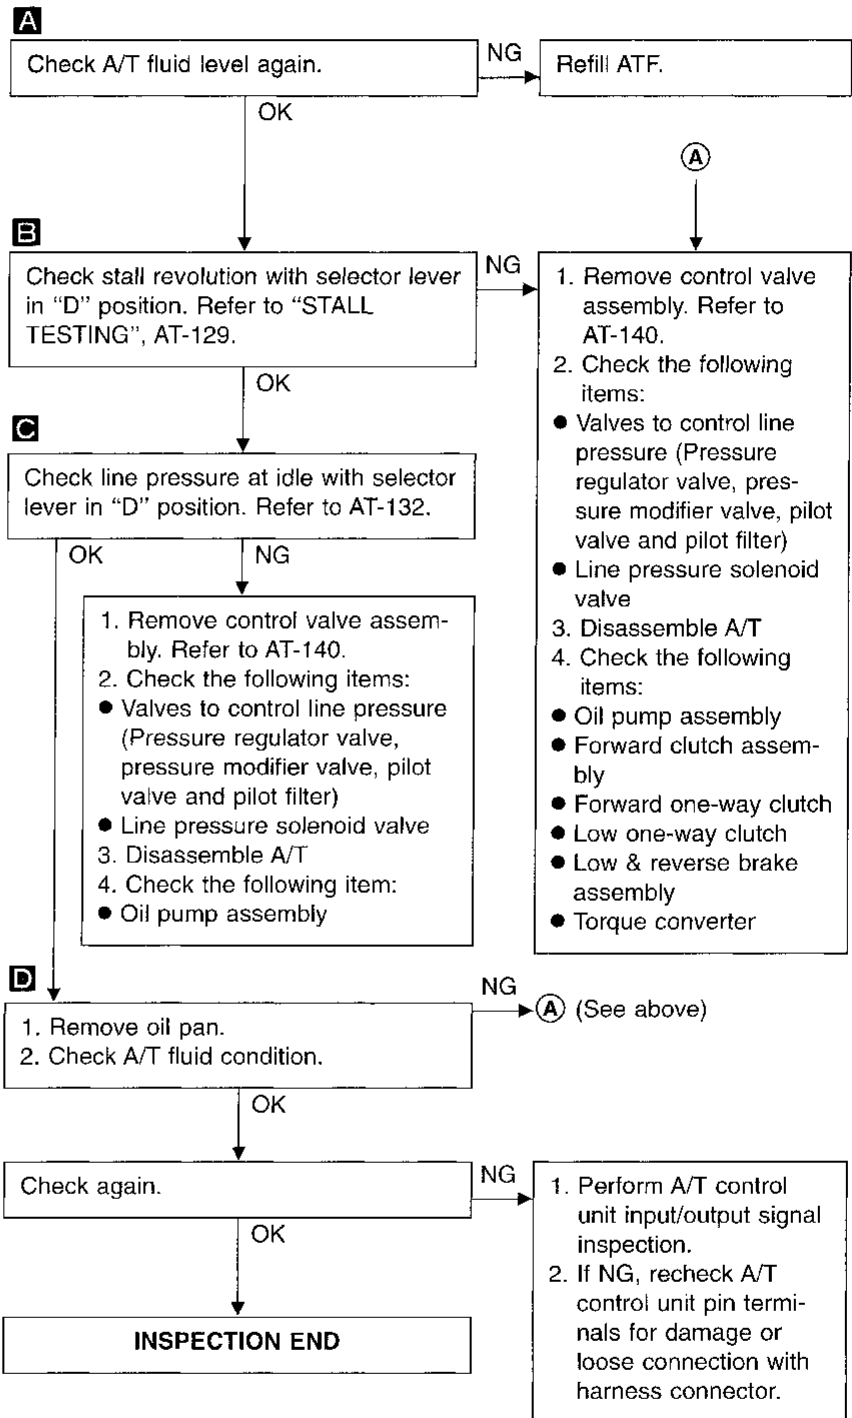 A
Check A/T fluid level again.
NG
Refill ATF.
OK
A
B
Check stall revolution with selector lever
in “D” position. Refer to “STALL
TESTING”, AT-129.
NG
1. Remove control valve
assembly. Refer to
AT-140.
2. Check the following
items:
● Valves to control line
pressure (Pressure
regulator valve, pres-
sure modifier valve, pilot
valve and pilot filter)
● Line pressure solenoid
valve
3. Disassemble A/T
4. Check the following
items:
● Oil pump assembly
● Forward clutch assem-
bly
● Forward one-way clutch
● Low one-way clutch
● Low & reverse brake
assembly
● Torque converter
OK
C
Check line pressure at idle with selector
lever in “D” position. Refer to AT-132.
OK
NG
1. Remove control valve assem-
bly. Refer to AT-140.
2. Check the following items:
● Valves to control line pressure
(Pressure regulator valve,
pressure modifier valve, pilot
valve and pilot filter)
● Line pressure solenoid valve
3. Disassemble A/T
4. Check the following item:
● Oil pump assembly
D
1. Remove oil pan.
2. Check A/T fluid condition.
NG
A (See above)
OK
Check again.
NG
1. Perform A/T control
unit input/output signal
inspection.
2. If NG, recheck A/T
control unit pin termi-
nals for damage or
loose connection with
harness connector.
OK
INSPECTION END